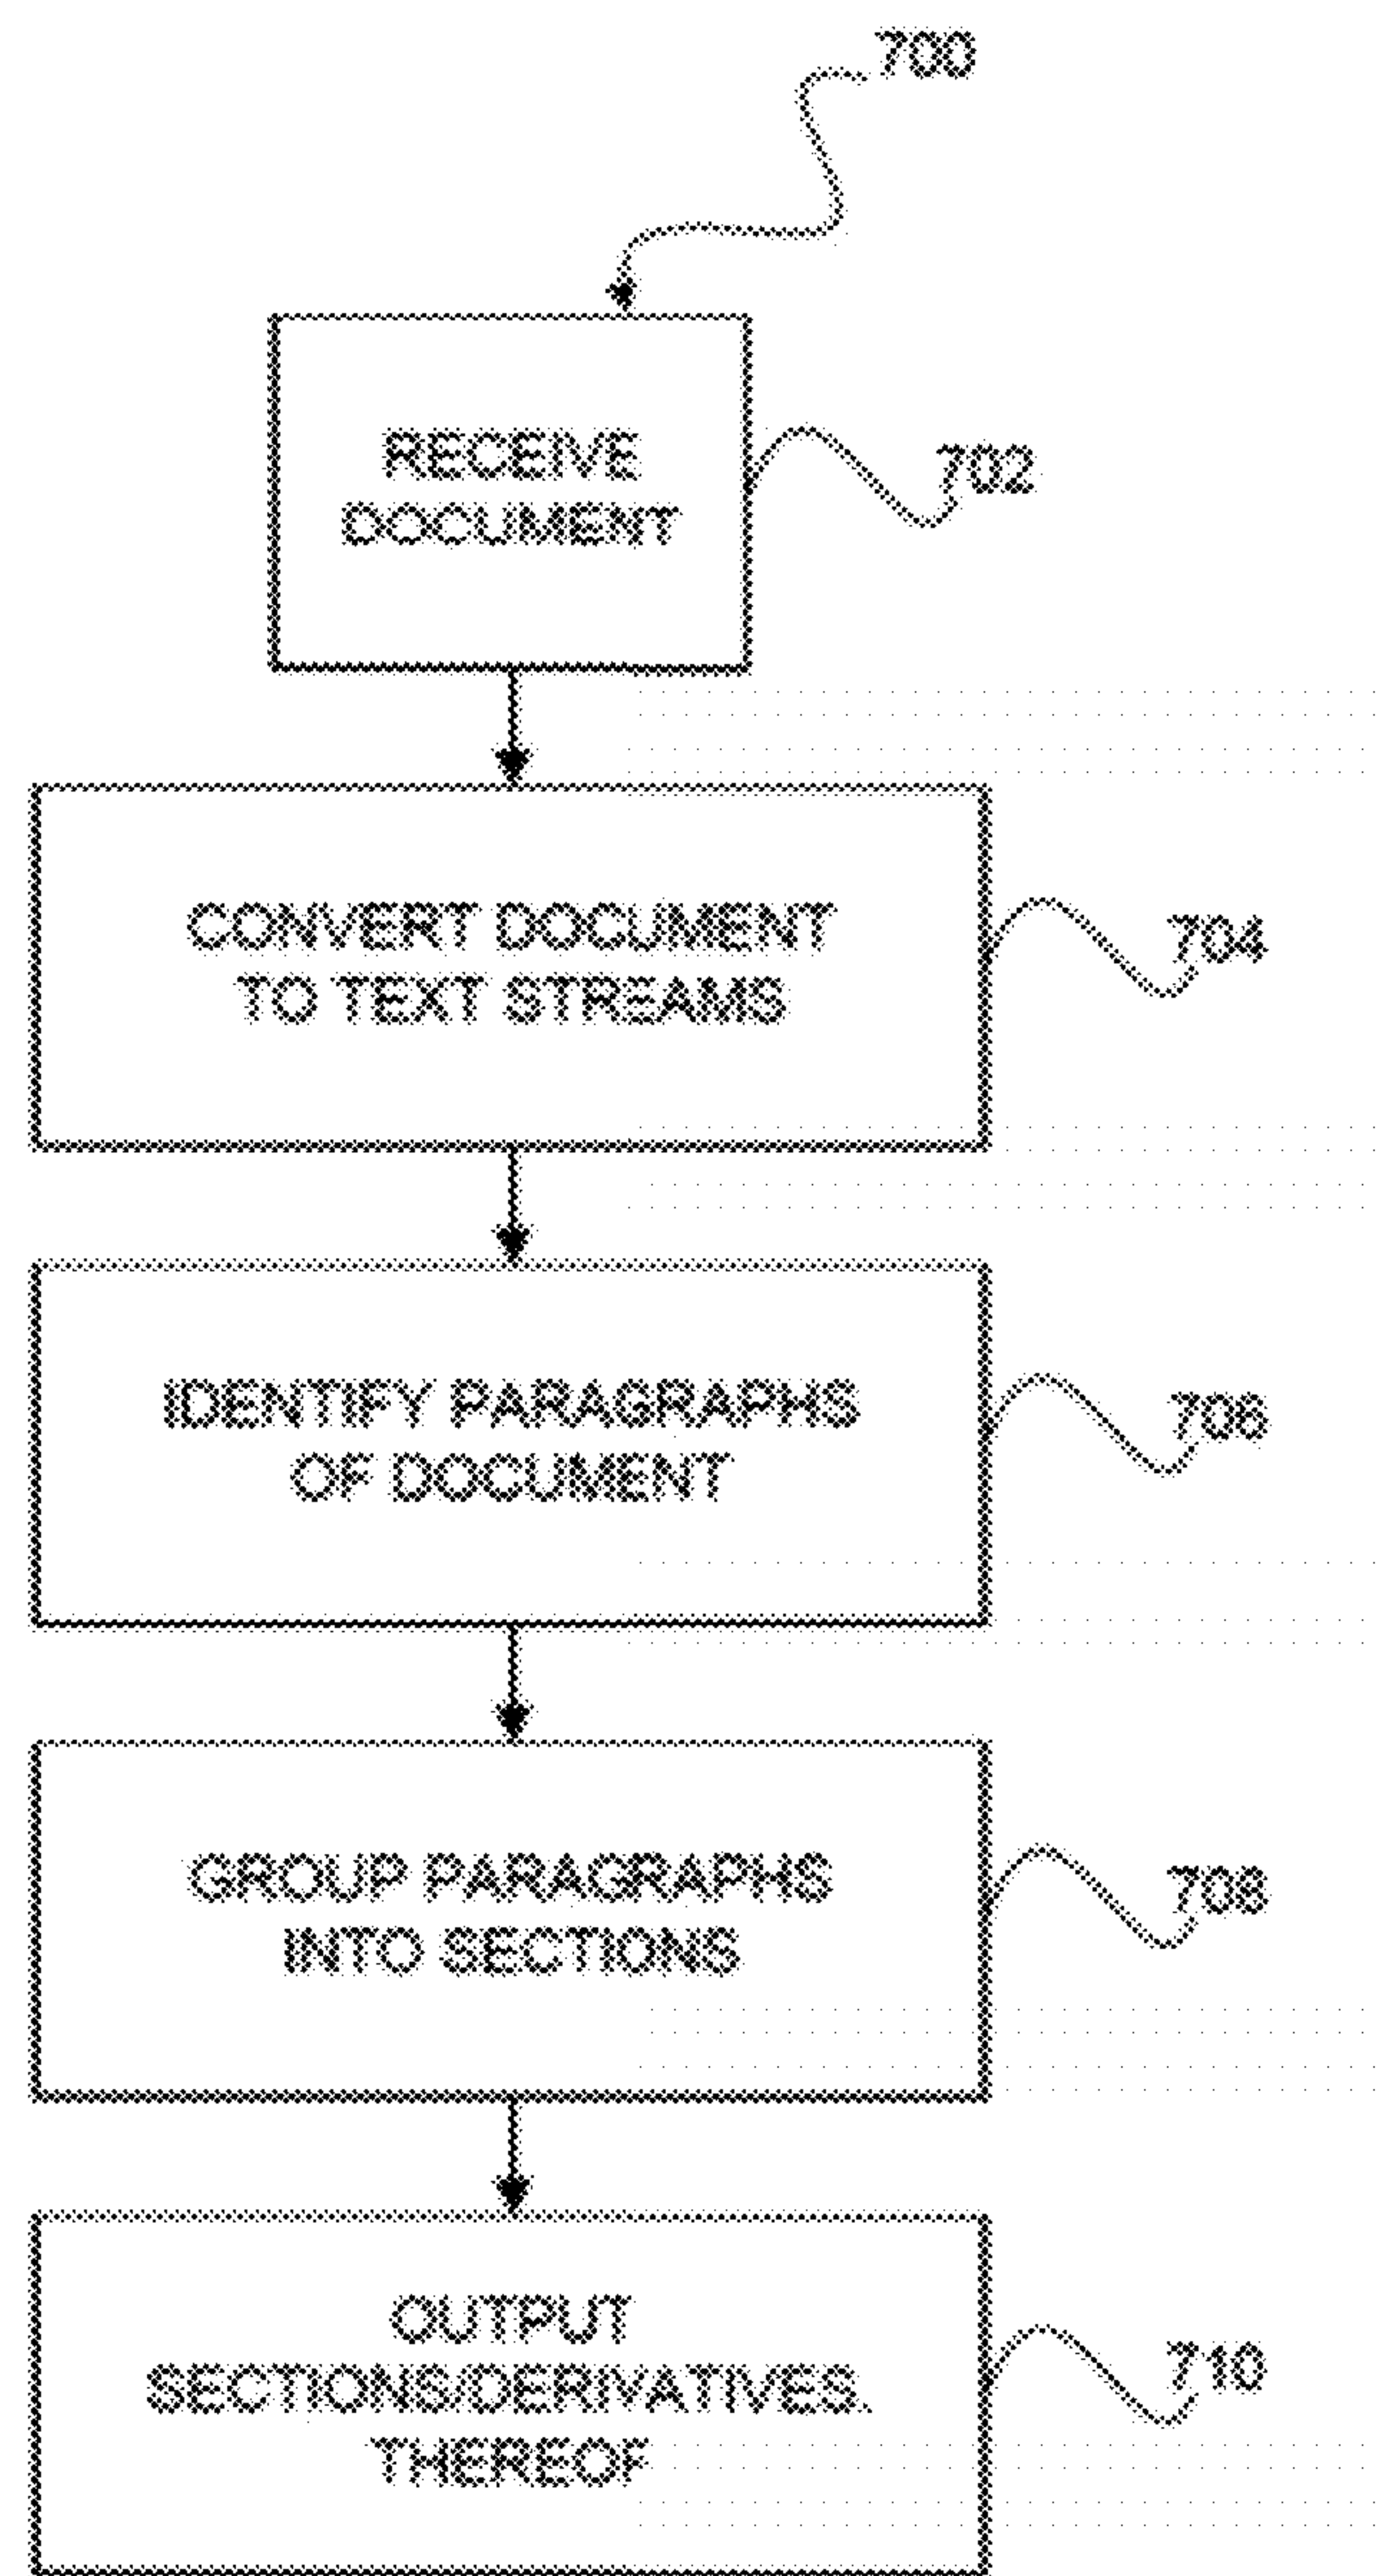 700
RECEIVE
DOCUMENT
702
CONVERT DOCUMENT
TO TEXT STREAMS
704
IDENTIFY PARAGRAPHS
OF DOCUMENT
706
GROUP PARAGRAPHS
INTO SECTIONS
708
OUTPUT
SECTIONS/DERIVATIVES
THEREOF
710